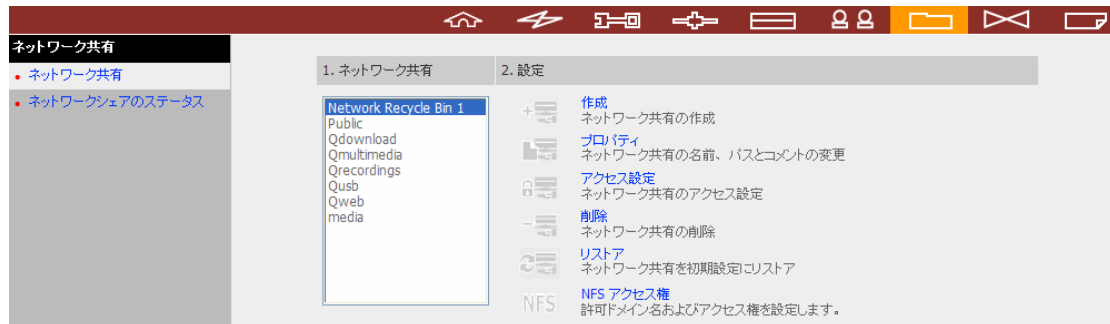 ネットワーク共有
• ネットワーク共有
• ネットワークシェアのステータス
1. ネットワーク共有
2. 設定
Network Recycle Bin 1
Public
Qdownload
Qmultimedia
Qrecordings
Qusb
Qweb
media
作成
ネットワーク共有の作成
プロパティ
ネットワーク共有の名前、パスとコメントの変更
アクセス設定
ネットワーク共有のアクセス設定
削除
ネットワーク共有の削除
リストア
ネットワーク共有を初期設定にリストア
NFS
NFS アクセス権
許可ドメイン名およびアクセス権を設定します。